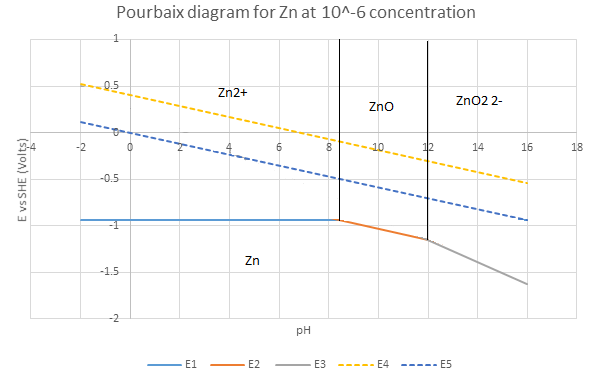 Pourbaix diagram for Zn at 10^-6 concentration
1
Zn2+
0.5
ZnO
ZnO2 2-
0
-4 -2 0 2 4 6 8 10 12 14 16 18
E vs SHE (Volts)
-0.5
-1
Zn
-1.5
-2
pH
E1 E2 E3 E4 E5